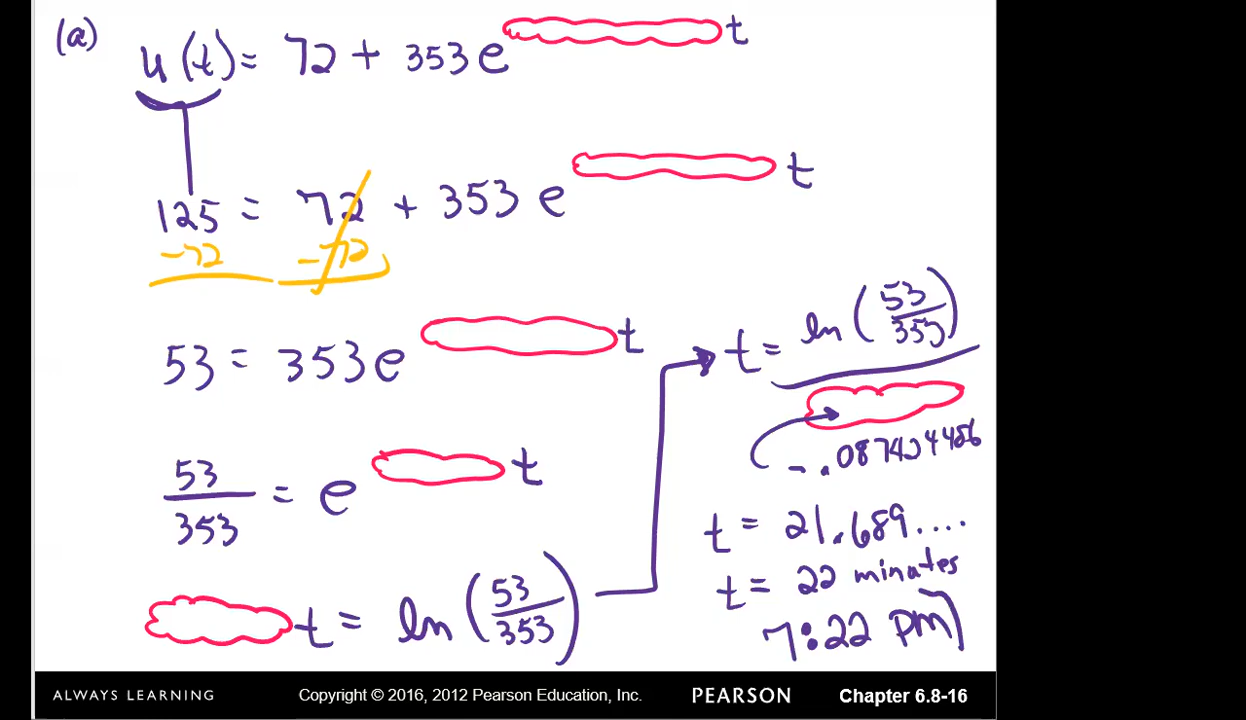 (a)
u(t) = 72 + 353e t
125 = 72 + 353e t
-72 -72
53 = 353e t
53/353 = e t
t = ln(53/353)
t = ln(53/353)
-.087424456
t = 21.689....
t = 22 minutes
7:22 pm)
ALWAYS LEARNING
Copyright © 2016, 2012 Pearson Education, Inc.
PEARSON
Chapter 6.8-16